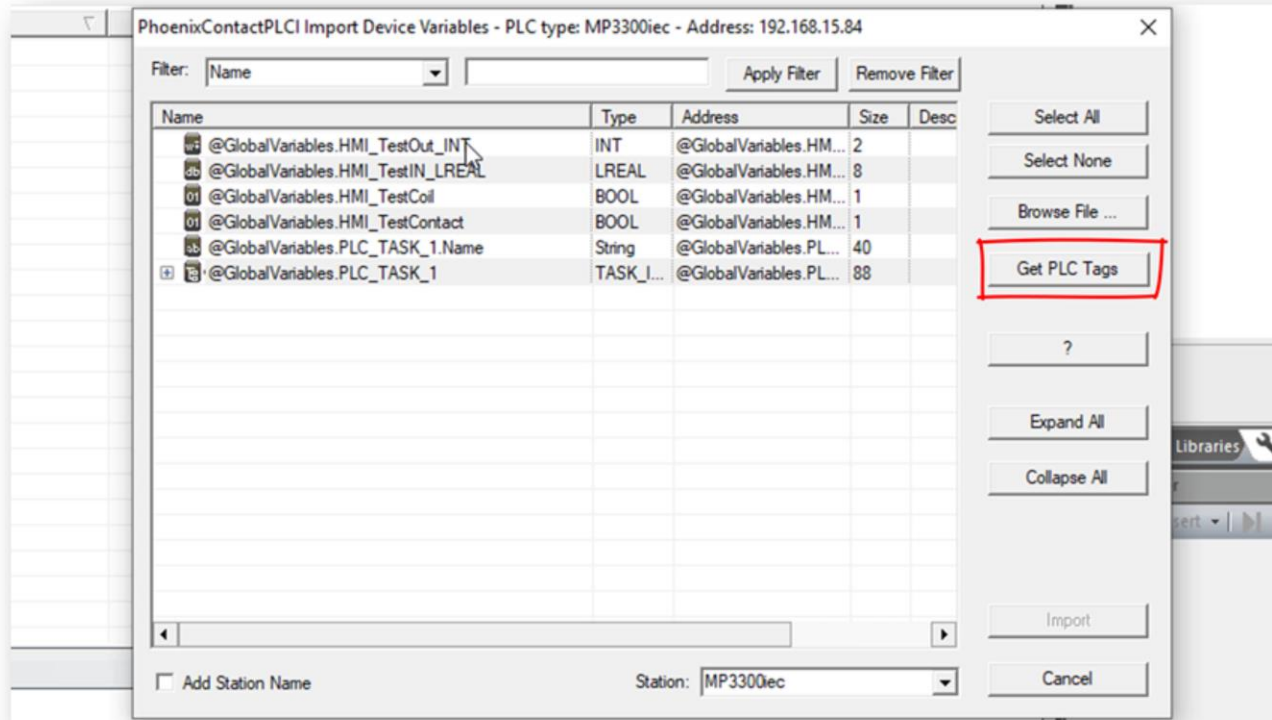 PhoenixContactPLCI Import Device Variables - PLC type: MP3300iec - Address: 192.168.15.84
Filter: Name Apply Filter Remove Filter
Name Type Address Size Desc
@GlobalVariables.HMI_TestOut_INT INT @GlobalVariables.HM... 2
@GlobalVariables.HMI_TestIN_LREAL LREAL @GlobalVariables.HM... 8
@GlobalVariables.HMI_TestCoil BOOL @GlobalVariables.HM... 1
@GlobalVariables.HMI_TestContact BOOL @GlobalVariables.HM... 1
@GlobalVariables.PLC_TASK_1.Name String @GlobalVariables.PL... 40
@GlobalVariables.PLC_TASK_1 TASK_I... @GlobalVariables.PL... 88
Select All
Select None
Browse File ...
Get PLC Tags
?
Expand All
Collapse All
Import
Cancel
Add Station Name
Station: MP3300iec
Libraries
r
sert